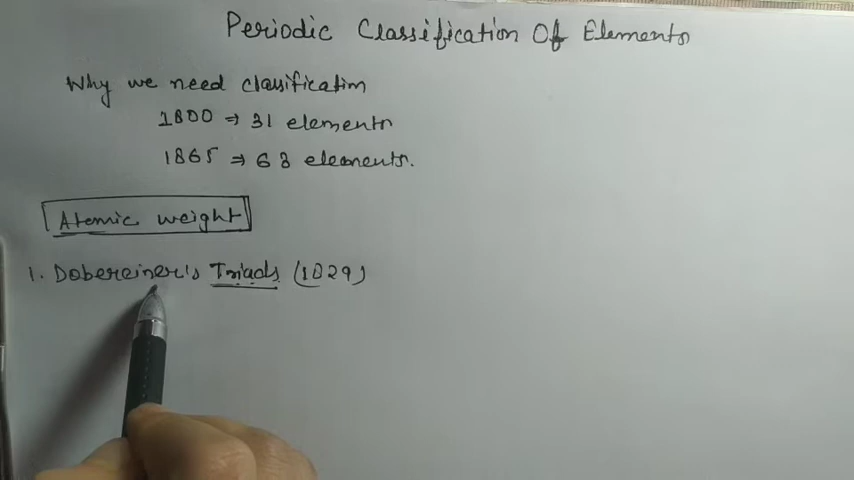 Periodic Classification Of Elements
Why we need classification
1800 ⇒ 31 elements
1865 ⇒ 63 elements.
Atomic weight
1. Dobereiner's Triads (1829)